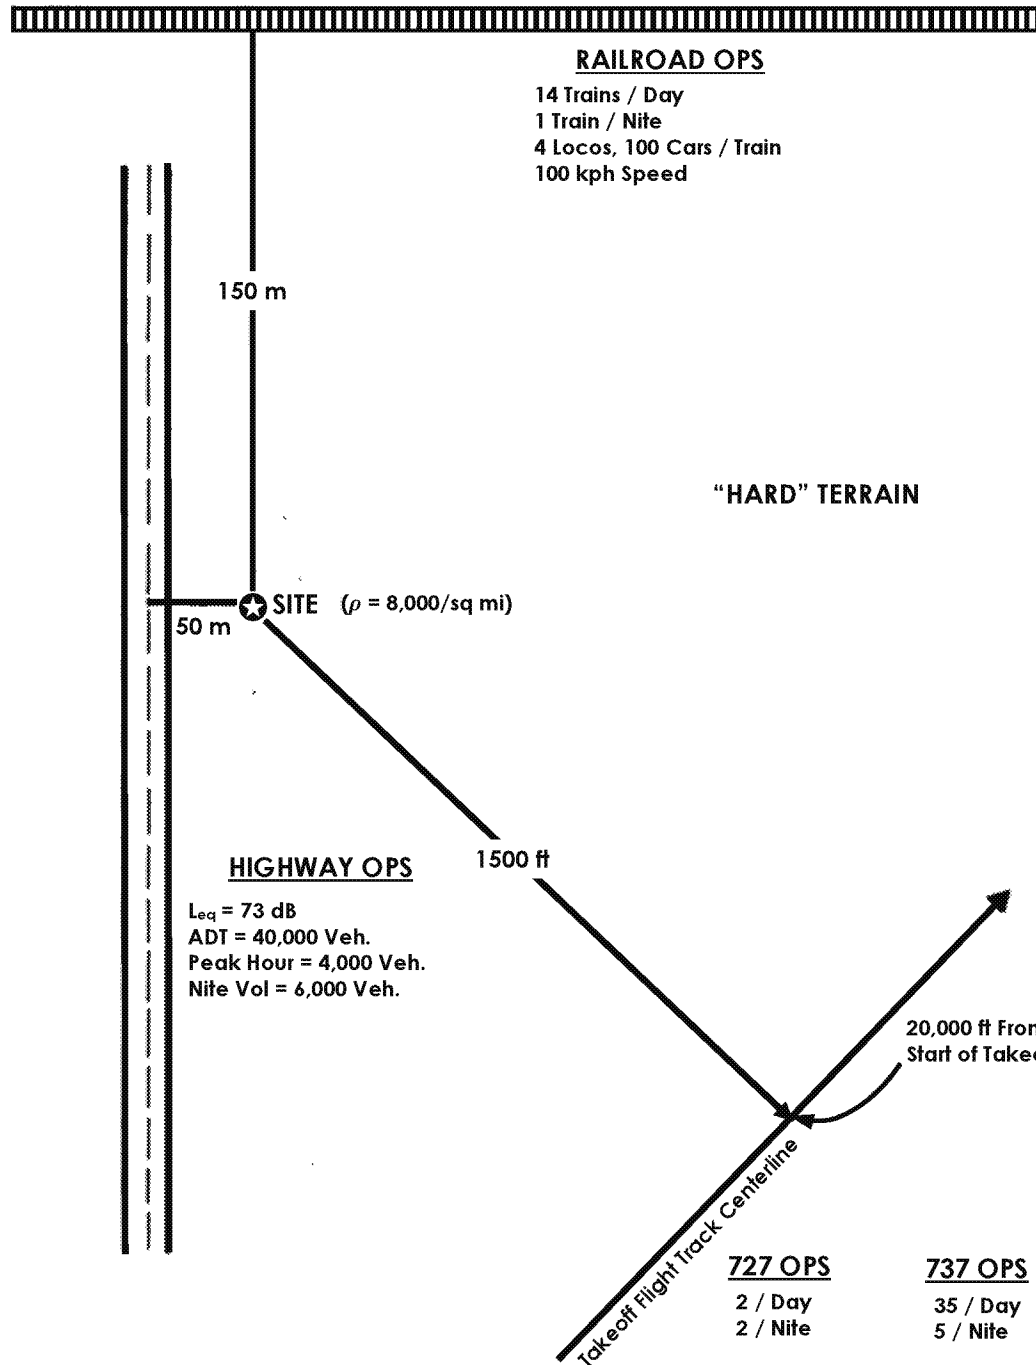 RAILROAD OPS
14 Trains / Day
1 Train / Nite
4 Locos, 100 Cars / Train
100 kph Speed
150 m
"HARD" TERRAIN
SITE (ρ = 8,000/sq mi)
50 m
1500 ft
HIGHWAY OPS
Leq = 73 dB
ADT = 40,000 Veh.
Peak Hour = 4,000 Veh.
Nite Vol = 6,000 Veh.
20,000 ft
Start of
Takeoff Flight Track Centerline
727 OPS
2 / Day
2 / Nite
737 OPS
35 / Day
5 / Nite